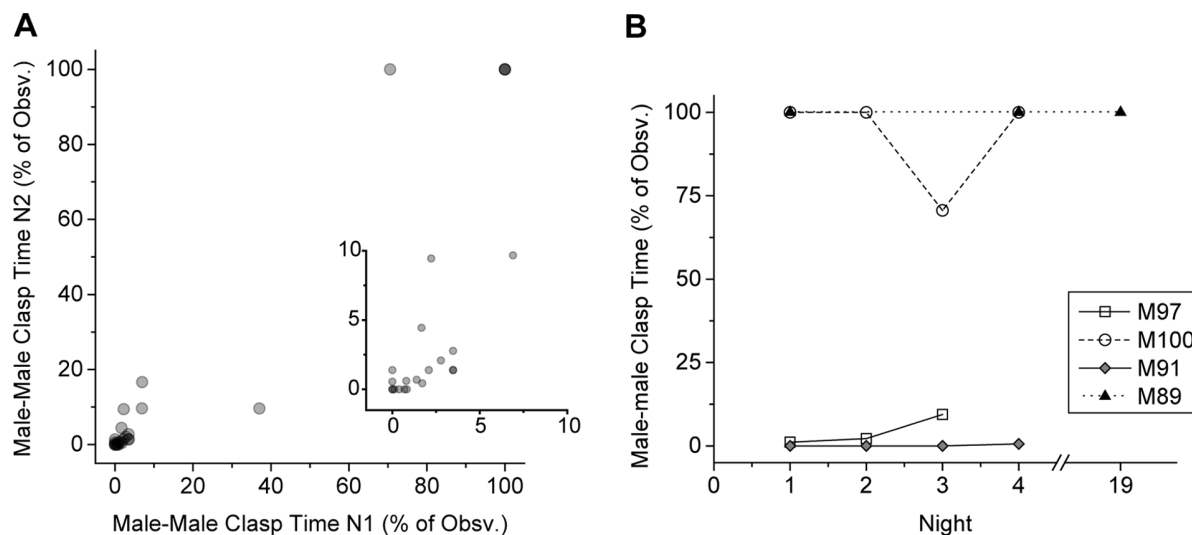 A
Male-Male Clasp Time N2 (% of Obsv.)
100
80
60
40
20
0
0 20 40 60 80 100
Male-Male Clasp Time N1 (% of Obsv.)
10
5
0
0 5 10
B
Male-male Clasp Time (% of Obsv.)
100
75
50
25
0
0 1 2 3 4 19
Night
M97
M100
M91
M89